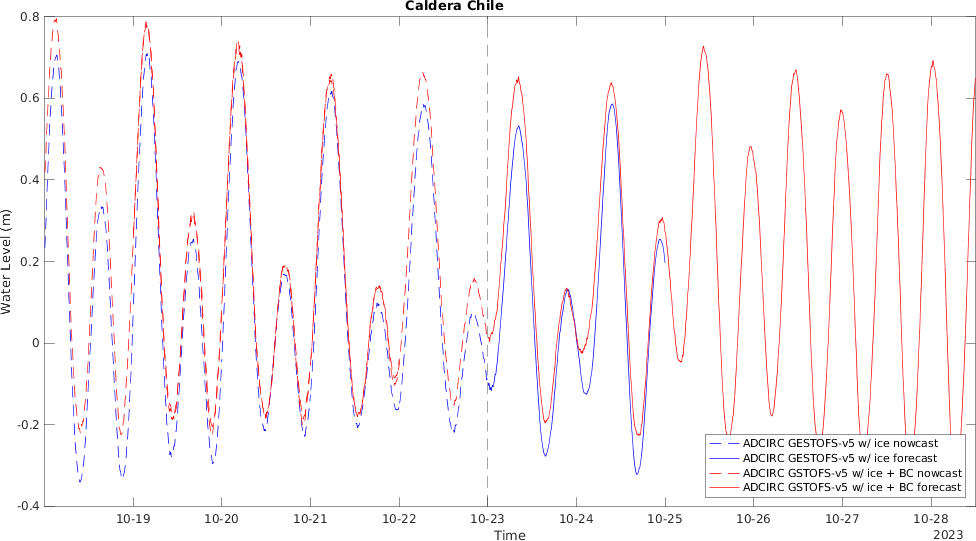 Caldera Chile
Water Level (m)
0.8
0.6
0.4
0.2
0
-0.2
-0.4
ADCIRC GESTOFS-v5 w/ ice nowcast
ADCIRC GESTOFS-v5 w/ ice forecast
ADCIRC GSTOFS-v5 w/ ice + BC nowcast
ADCIRC GSTOFS-v5 w/ ice + BC forecast
10-19 10-20 10-21 10-22 10-23 10-24 10-25 10-26 10-27 10-28
Time
2023